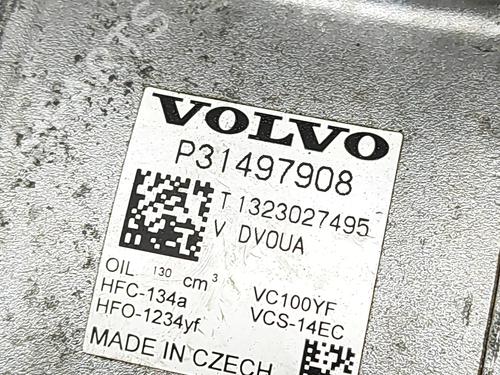 VOLVO
P31497908
T 1323027495
V DV0UA
OIL 130 cm³
HFC-134a VC100YF
HFO-1234yf VCS-14EC
MADE IN CZECH